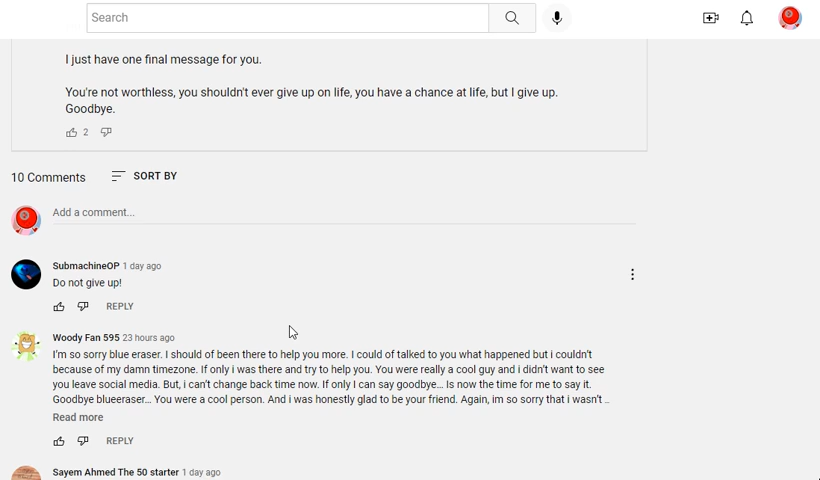 Search
I just have one final message for you.
You're not worthless, you shouldn't ever give up on life, you have a chance at life, but I give up.
Goodbye.
2
10 Comments SORT BY
Add a comment...
SubmachineOP 1 day ago
Do not give up!
REPLY
Woody Fan 595 23 hours ago
I'm so sorry blue eraser. I should of been there to help you more. I could of talked to you what happened but i couldn't
because of my damn timezone. If only i was there and try to help you. You were really a cool guy and i didn't want to see
you leave social media. But, i can't change back time now. If only I can say goodbye... Is now the time for me to say it.
Goodbye blueeraser... You were a cool person. And i was honestly glad to be your friend. Again, im so sorry that i wasn't ..
Read more
REPLY
Sayem Ahmed The 50 starter 1 day ago